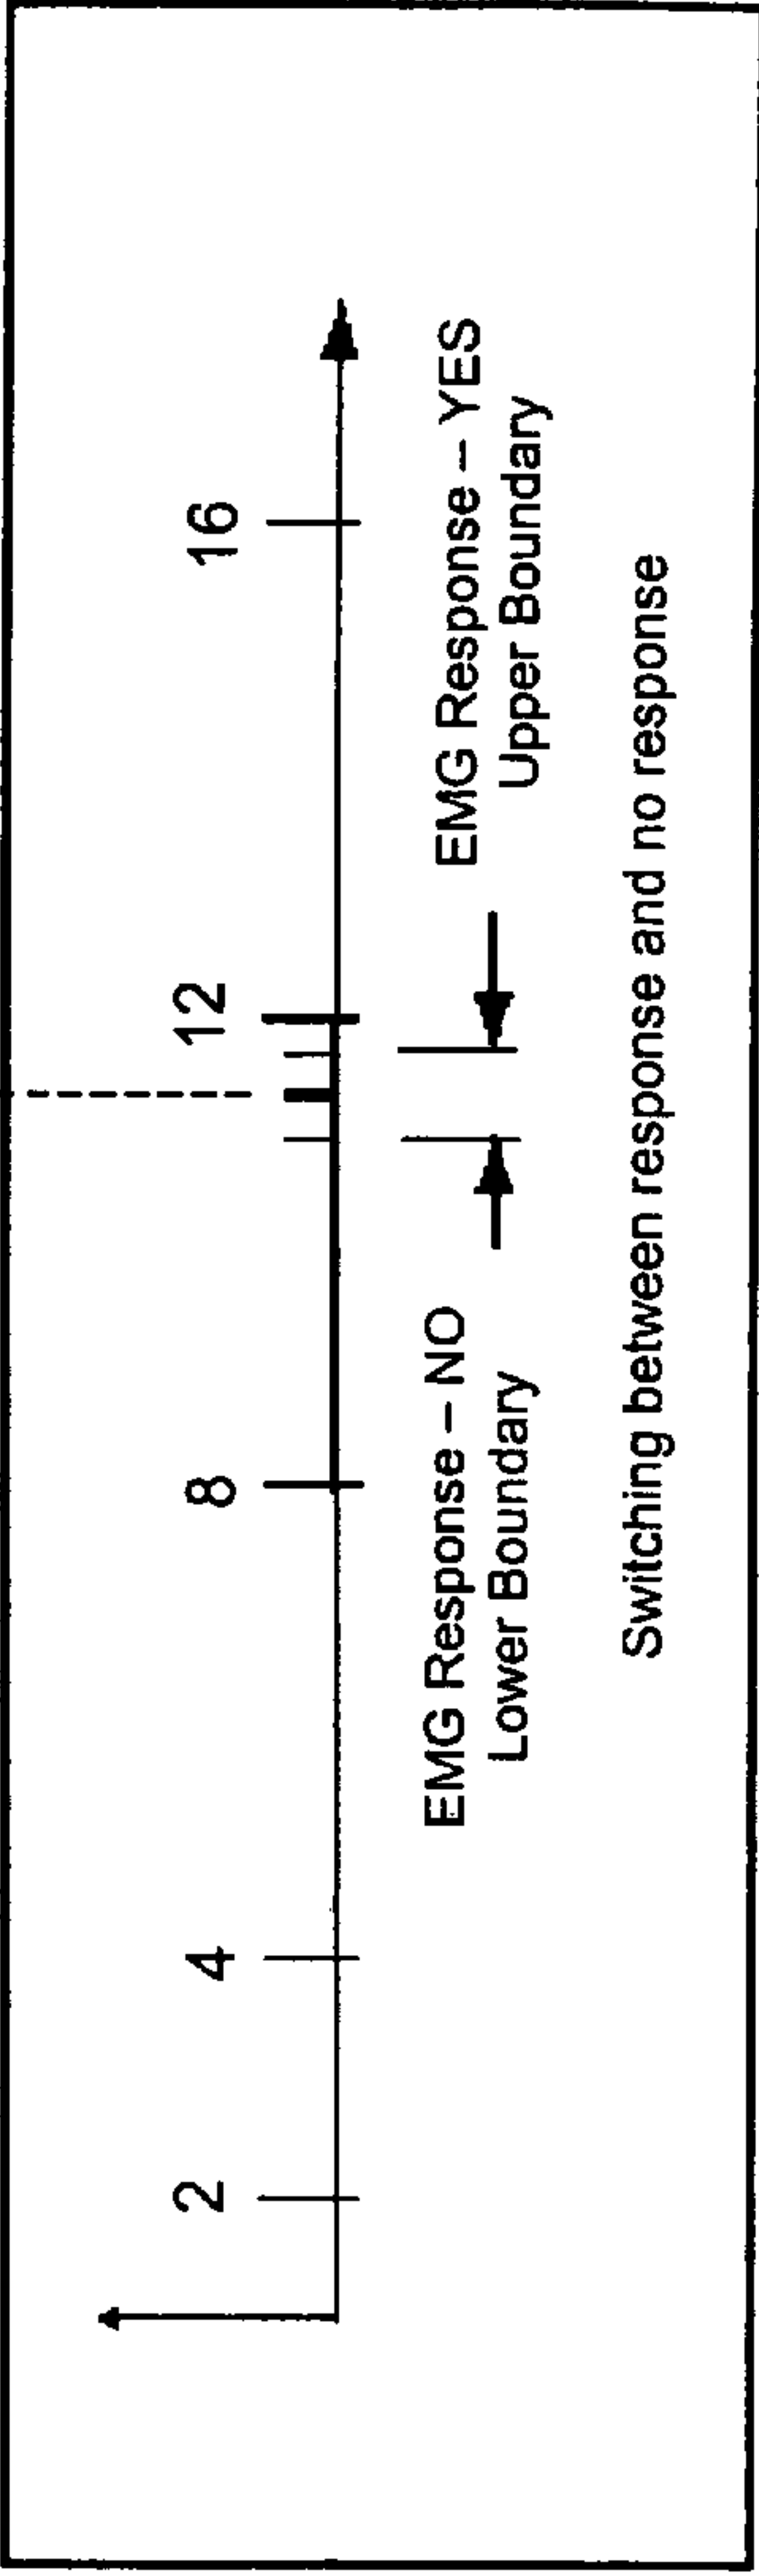 2
4
8
12
16
EMG Response – NO
Lower Boundary
EMG Response – YES
Upper Boundary
Switching between response and no response